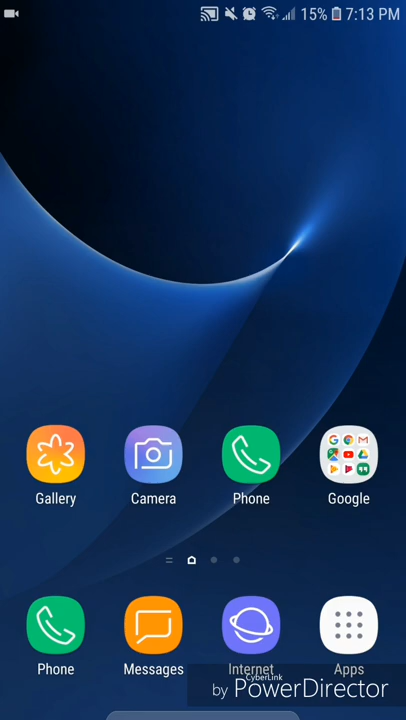 15% 7:13 PM
Gallery Camera Phone Google
Phone Messages Internet Apps
CyberLink
by PowerDirector